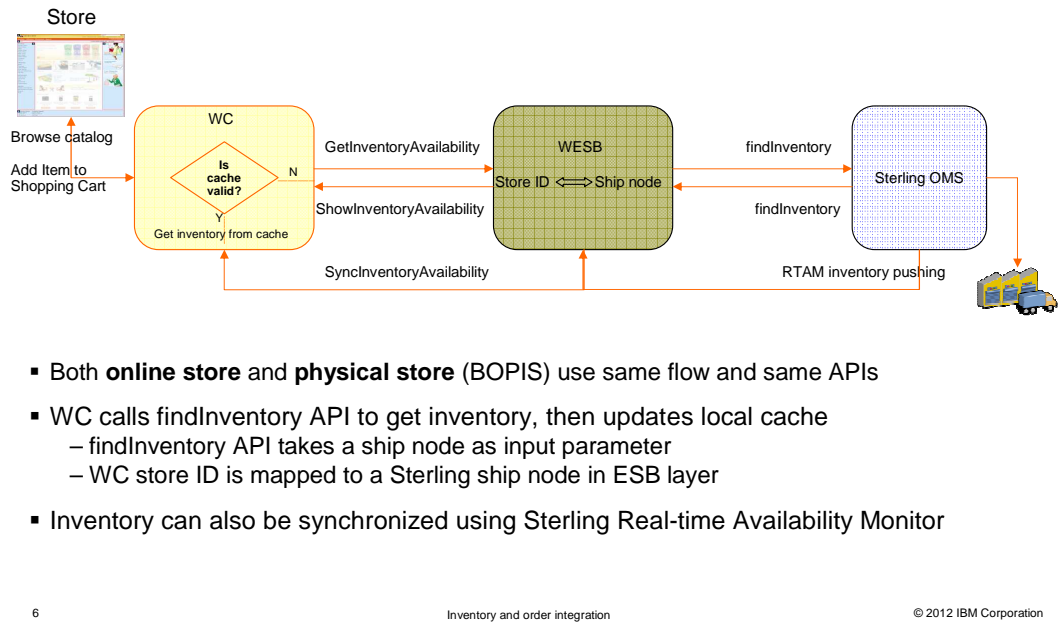 Store
Browse catalog
Add Item to
Shopping Cart
WC
Is
cache
valid?
N
Y
Get inventory from cache
GetInventoryAvailability
ShowInventoryAvailability
SyncInventoryAvailability
WESB
Store ID
Ship node
findInventory
findInventory
Sterling OMS
RTAM inventory pushing
▪ Both online store and physical store (BOPIS) use same flow and same APIs
▪ WC calls findInventory API to get inventory, then updates local cache
– findInventory API takes a ship node as input parameter
– WC store ID is mapped to a Sterling ship node in ESB layer
▪ Inventory can also be synchronized using Sterling Real-time Availability Monitor
6
Inventory and order integration
© 2012 IBM Corporation